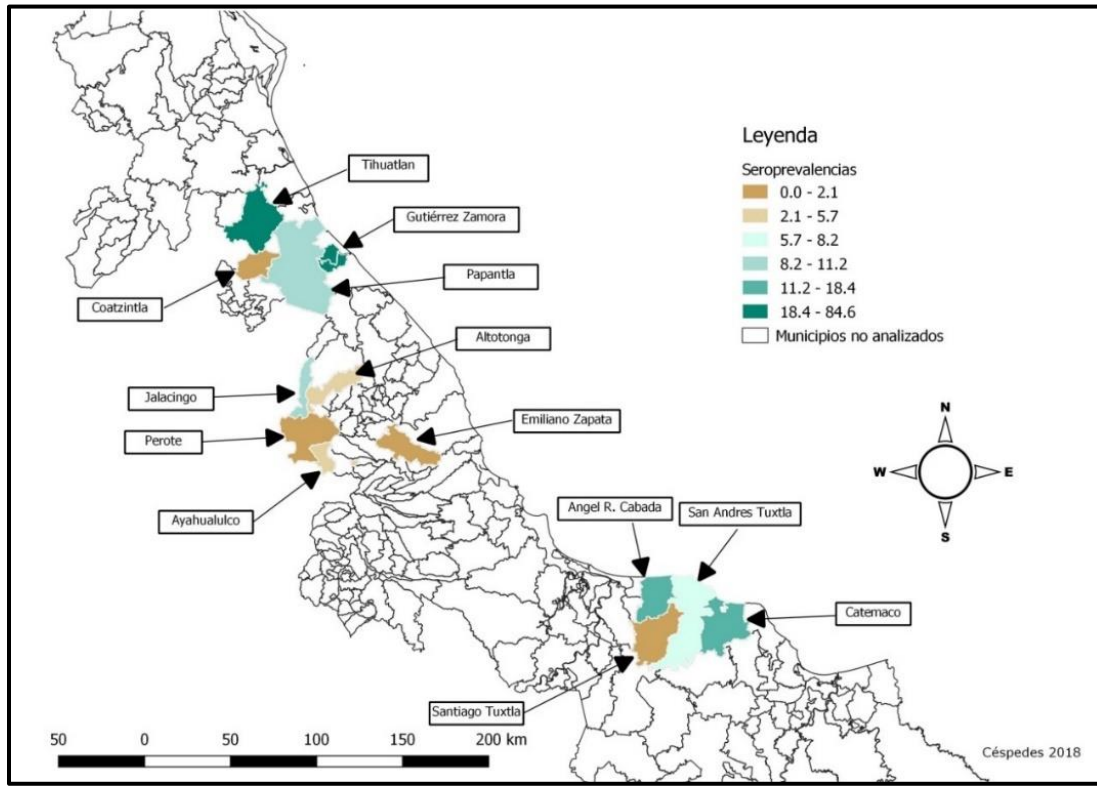 Leyenda
Seroprevalencias
0.0 - 2.1
2.1 - 5.7
5.7 - 8.2
8.2 - 11.2
11.2 - 18.4
18.4 - 84.6
Municipios no analizados
Tihuatlan
Gutiérrez Zamora
Papantla
Coatzintla
Altotonga
Jalacingo
Emiliano Zapata
Perote
Ayahualulco
Angel R. Cabada
San Andres Tuxtla
Catemaco
Santiago Tuxtla
N
W E
S
50 0 50 100 150 200 km
Céspedes 2018